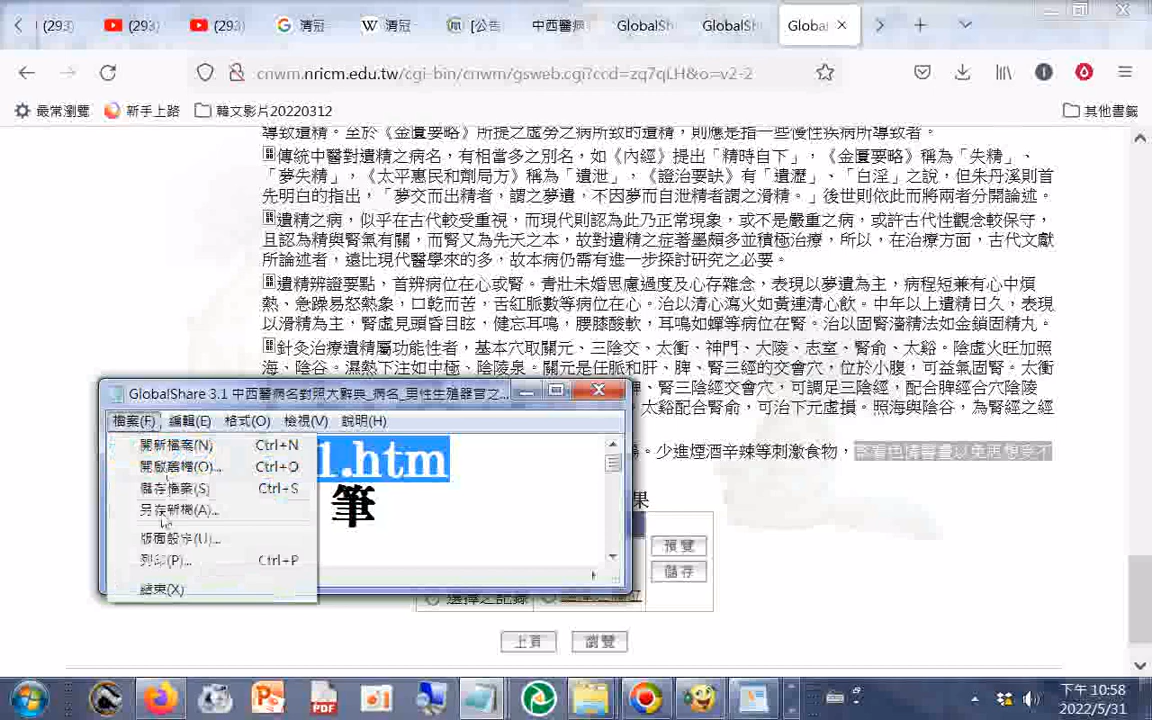 (293) (293) (293) 清冠 清冠 [公告 中西醫病 GlobalSh GlobalSh Globa
cnwm.nricm.edu.tw/cgi-bin/cnwm/gsweb.cgi?ccd=zq7qLH&o=v2-2
最常瀏覽 新手上路 韓文影片20220312 其他書籤
導致遺精。至於《金匱要略》所提之虛勞之病所致的遺精，則應是指一些慢性疾病所導致者。
傳統中醫對遺精之病名，有相當多之別名，如《內經》提出「精時自下」，《金匱要略》稱為「失精」、
「夢失精」，《太平惠民和劑局方》稱為「遺泄」，《證治要訣》有「遺瀝」、「白淫」之說，但朱丹溪則首
先明白的指出，「夢交而出精者，謂之夢遺，不因夢而自泄精者謂之滑精。」後世則依此而將兩者分開論述。
遺精之病，似乎在古代較受重視，而現代則認為此乃正常現象，或不是嚴重之病，或許古代性觀念較保守，
且認為精與腎氣有關，而腎又為先天之本，故對遺精之症著墨頗多並積極治療，所以，在治療方面，古代文獻
所論述者，遠比現代醫學來的多，故本病仍需有進一步探討研究之必要。
遺精辨證要點，首辨病位在心或腎。青壯未婚思慮過度及心存雜念，表現以夢遺為主，病程短兼有心中煩
熱、急躁易怒熱象，口乾而苦，舌紅脈數等病位在心。治以清心瀉火如黃連清心飲。中年以上遺精日久，表現
以滑精為主，腎虛見頭昏目眩，健忘耳鳴，腰膝酸軟，耳鳴如蟬等病位在腎。治以固腎濇精法如金鎖固精丸。
針灸治療遺精屬功能性者，基本穴取關元、三陰交、太衝、神門、大陵、志室、腎俞、太谿。陰虛火旺加照
海、陰谷。濕熱下注如中極、陰陵泉。關元是任脈和肝、脾、腎三經的交會穴，位於小腹，可益氣固腎。太衝
、腎三陰經交會穴，可調足三陰經，配合脾經合穴陰陵
太谿配合腎俞，可治下元虛損。照海與陰谷，為腎經之經
GlobalShare 3.1 中西醫病名對照大辭典_病名_男性生殖器官之...
檔案(F) 編輯(E) 格式(O) 檢視(V) 說明(H)
開新檔案(N) Ctrl+N
開啟舊檔(O)... Ctrl+O
儲存檔案(S) Ctrl+S
另存新檔(A)...
版面設定(U)...
列印(P)... Ctrl+P
結束(X)
1.htm
筆
。少進煙酒辛辣等刺激食物，
果
預覽
儲存
選擇之記錄
上頁 瀏覽
下午 10:58
2022/5/31